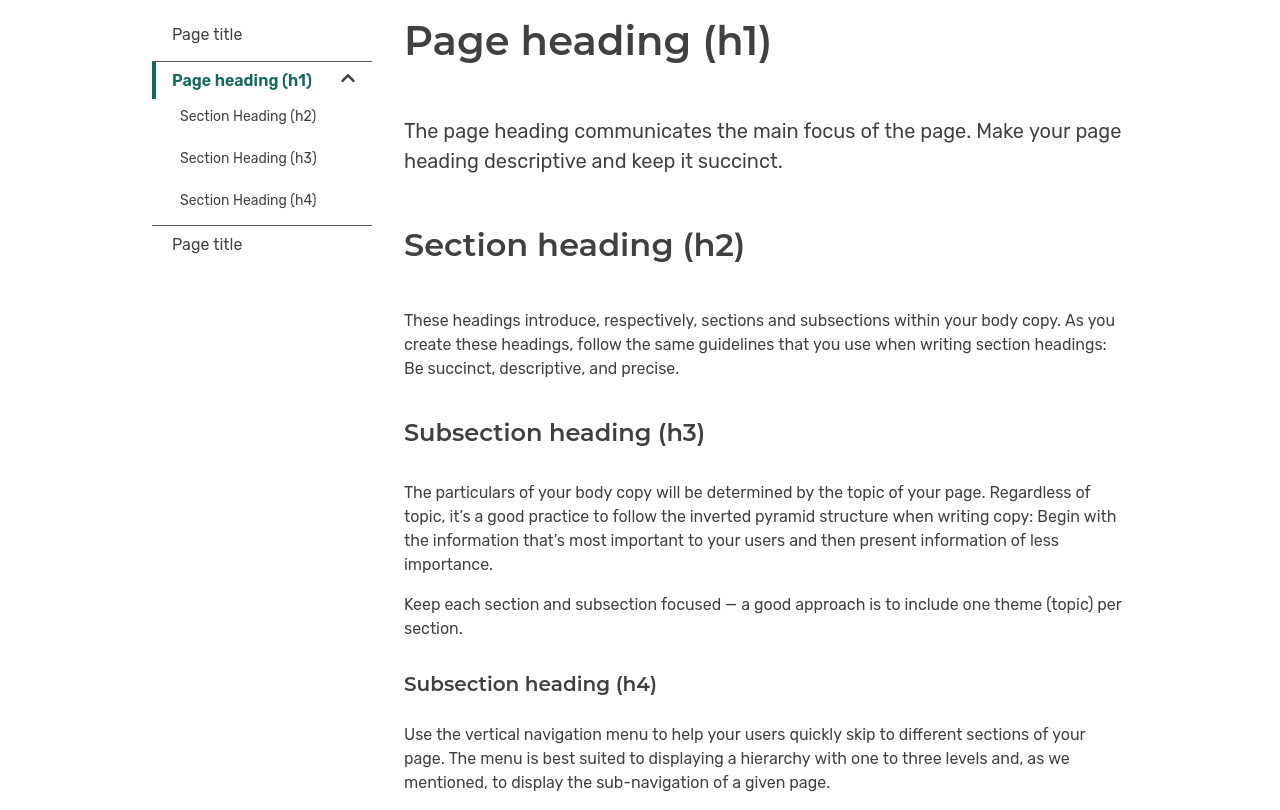 Page title
Page heading (h1)
Section Heading (h2)
Section Heading (h3)
Section Heading (h4)
Page title
Page heading (h1)
The page heading communicates the main focus of the page. Make your page
heading descriptive and keep it succinct.
Section heading (h2)
These headings introduce, respectively, sections and subsections within your body copy. As you
create these headings, follow the same guidelines that you use when writing section headings:
Be succinct, descriptive, and precise.
Subsection heading (h3)
The particulars of your body copy will be determined by the topic of your page. Regardless of
topic, it’s a good practice to follow the inverted pyramid structure when writing copy: Begin with
the information that’s most important to your users and then present information of less
importance.
Keep each section and subsection focused — a good approach is to include one theme (topic) per
section.
Subsection heading (h4)
Use the vertical navigation menu to help your users quickly skip to different sections of your
page. The menu is best suited to displaying a hierarchy with one to three levels and, as we
mentioned, to display the sub-navigation of a given page.